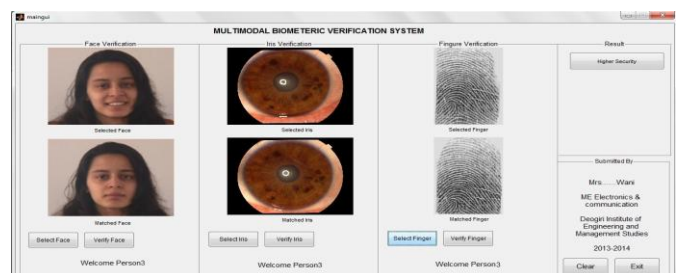 maingui
MULTIMODAL BIOMETERIC VERIFICATION SYSTEM
Face Verification
Selected Face
Matched Face
Select Face Verify Face
Welcome Person3
Iris Verification
Selected Iris
Matched Iris
Select Iris Verify Iris
Welcome Person3
Fingure Verification
Selected Finger
Matched Finger
Select Finger Verify Finger
Welcome Person3
Result
Higher Security
Submitted By
Mrs......Wani
ME Electronics &
communication
Deogiri Institute of
Engineering and
Management Studies
2013-2014
Clear Exit